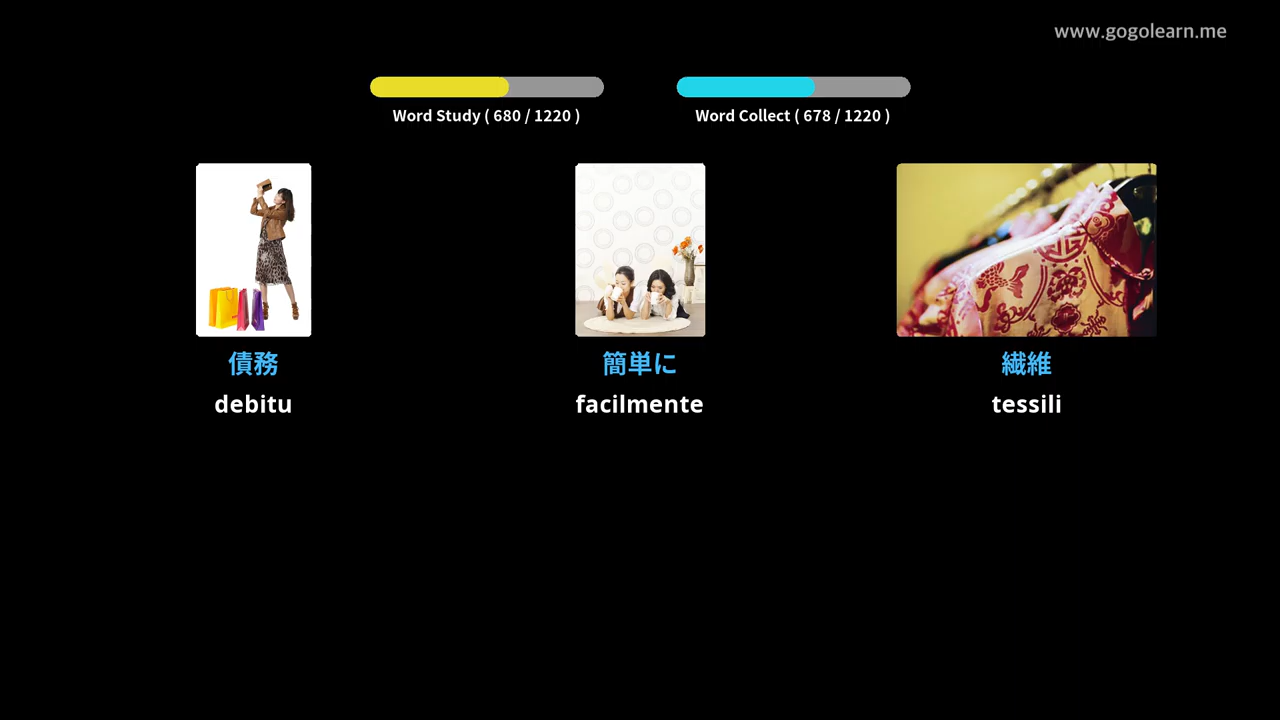 www.gogolearn.me
Word Study ( 680 / 1220 )
Word Collect ( 678 / 1220 )
債務
簡単に
繊維
debitu
facilmente
tessili